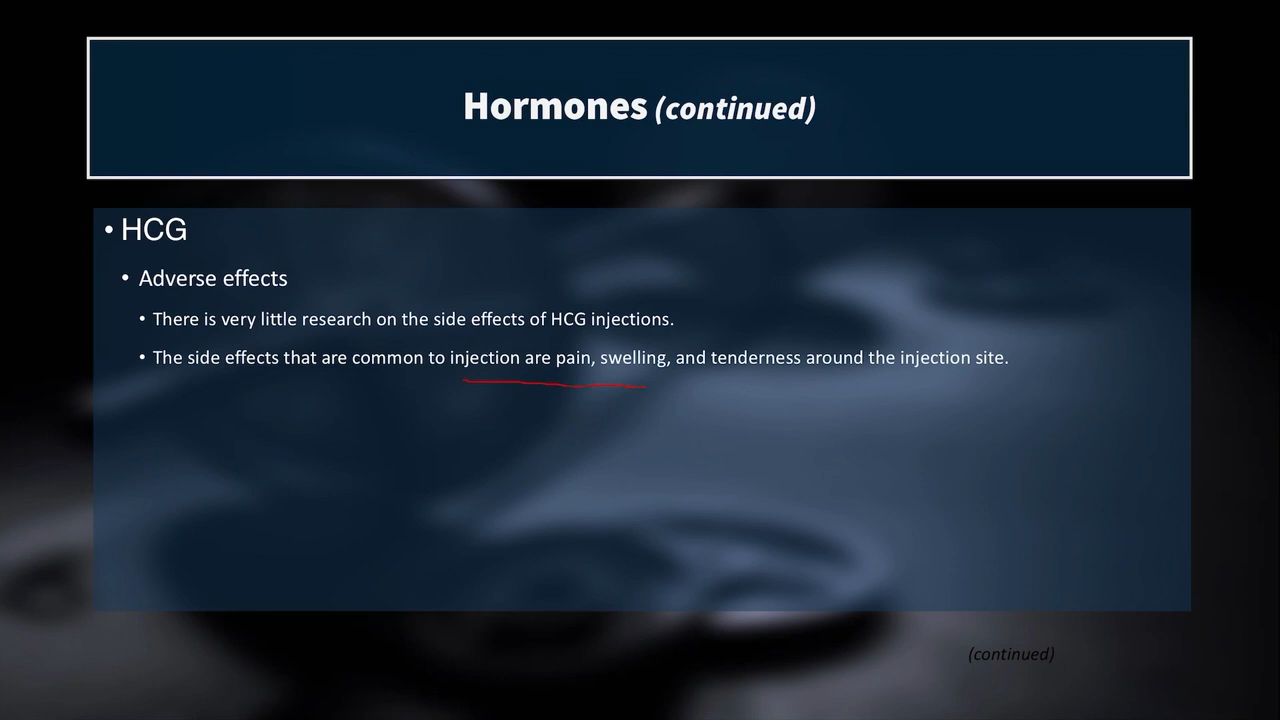 Hormones (continued)
• HCG
• Adverse effects
• There is very little research on the side effects of HCG injections.
• The side effects that are common to injection are pain, swelling, and tenderness around the injection site.
(continued)